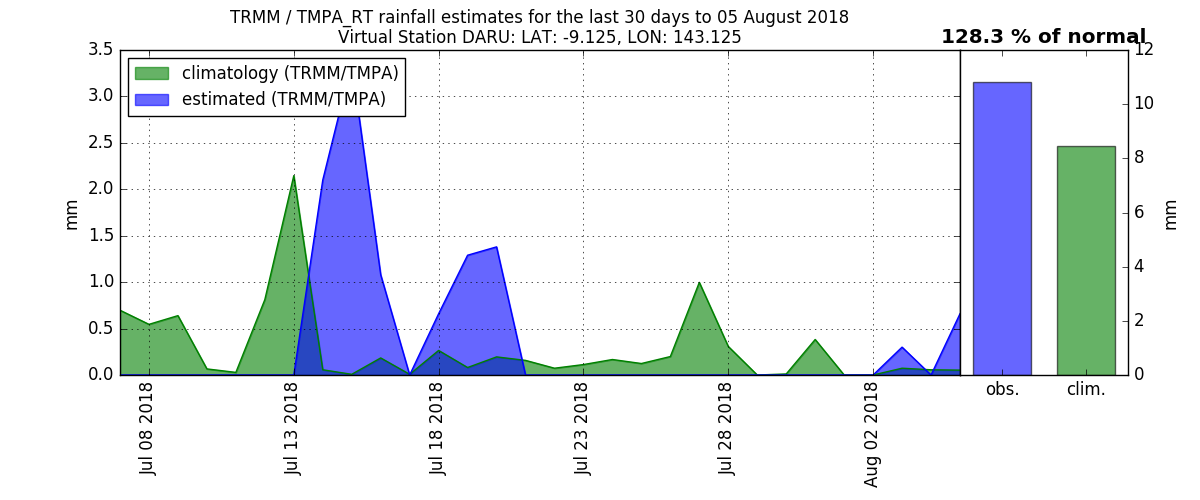 TRMM / TMPA_RT rainfall estimates for the last 30 days to 05 August 2018
Virtual Station DARU: LAT: -9.125, LON: 143.125
128.3 % of normal
climatology (TRMM/TMPA)
estimated (TRMM/TMPA)
mm
3.5
3.0
2.5
2.0
1.5
1.0
0.5
0.0
Jul 08 2018
Jul 13 2018
Jul 18 2018
Jul 23 2018
Jul 28 2018
Aug 02 2018
12
10
8
6
4
2
0
mm
obs.
clim.